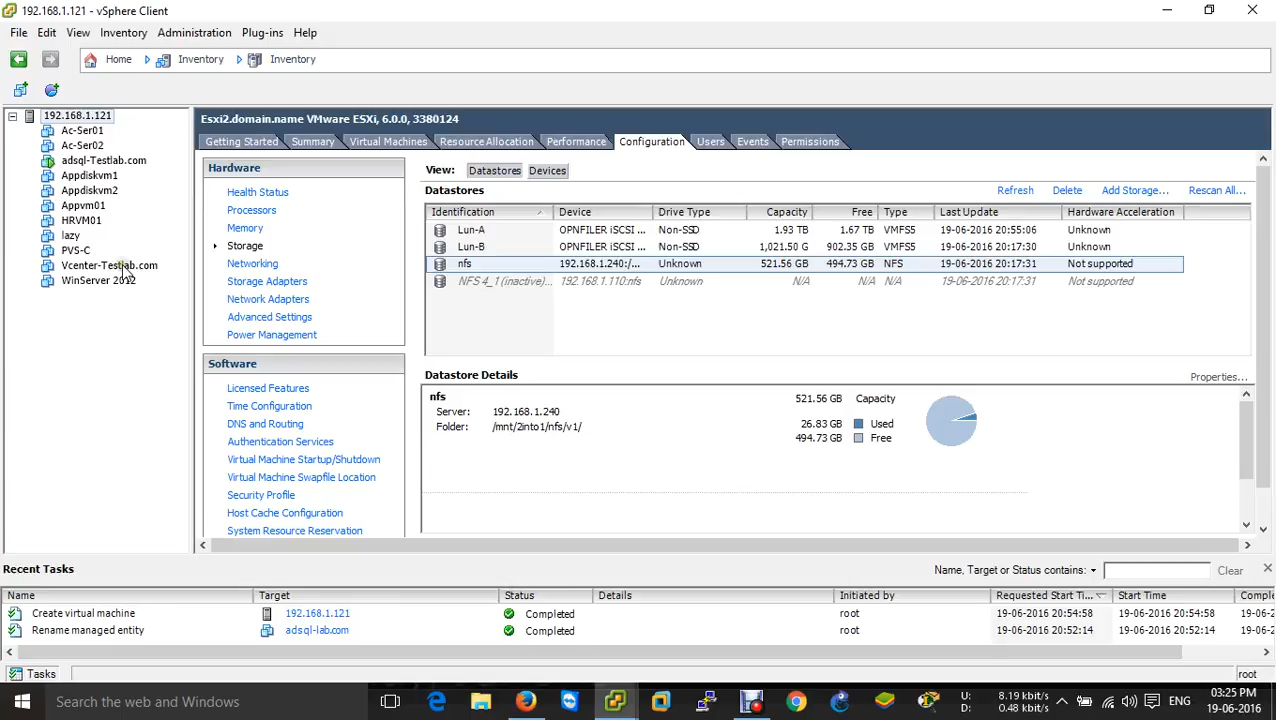 192.168.1.121 - vSphere Client
File Edit View Inventory Administration Plug-ins Help
Home Inventory Inventory
192.168.1.121
Ac-Ser01
Ac-Ser02
adsql-Testlab.com
Appdiskvm1
Appdiskvm2
Appvm01
HRVM01
lazy
PVS-C
Vcenter-Testlab.com
WinServer 2012
Esxi2.domain.name VMware ESXi, 6.0.0, 3380124
Getting Started Summary Virtual Machines Resource Allocation Performance Configuration Users Events Permissions
Hardware
Health Status
Processors
Memory
Storage
Networking
Storage Adapters
Network Adapters
Advanced Settings
Power Management
Software
Licensed Features
Time Configuration
DNS and Routing
Authentication Services
Virtual Machine Startup/Shutdown
Virtual Machine Swapfile Location
Security Profile
Host Cache Configuration
System Resource Reservation
View: Datastores Devices
Datastores Refresh Delete Add Storage... Rescan All...
Identification Device Drive Type Capacity Free Type Last Update Hardware Acceleration
Lun-A OPNFILER iSCSI ... Non-SSD 1.93 TB 1.67 TB VMFS5 19-06-2016 20:55:06 Unknown
Lun-B OPNFILER iSCSI ... Non-SSD 1,021.50 G 902.35 GB VMFS5 19-06-2016 20:17:30 Unknown
nfs 192.168.1.240:/... Unknown 521.56 GB 494.73 GB NFS 19-06-2016 20:17:31 Not supported
NFS 4_1 (inactive)... 192.168.1.110:nfs Unknown N/A N/A N/A 19-06-2016 20:17:31 Not supported
Datastore Details Properties...
nfs 521.56 GB Capacity
Server: 192.168.1.240
Folder: /mnt/2into1/nfs/v1/
26.83 GB Used
494.73 GB Free
Recent Tasks Name, Target or Status contains: Clear
Name Target Status Details Initiated by Requested Start Ti... Start Time Comple
Create virtual machine 192.168.1.121 Completed root 19-06-2016 20:54:58 19-06-2016 20:54:58 19-06-2
Rename managed entity adsql-lab.com Completed root 19-06-2016 20:52:14 19-06-2016 20:52:14 19-06-2
Tasks root
Search the web and Windows
U: 8.19 kbit/s
D: 0.48 kbit/s
ENG
03:25 PM
19-06-2016